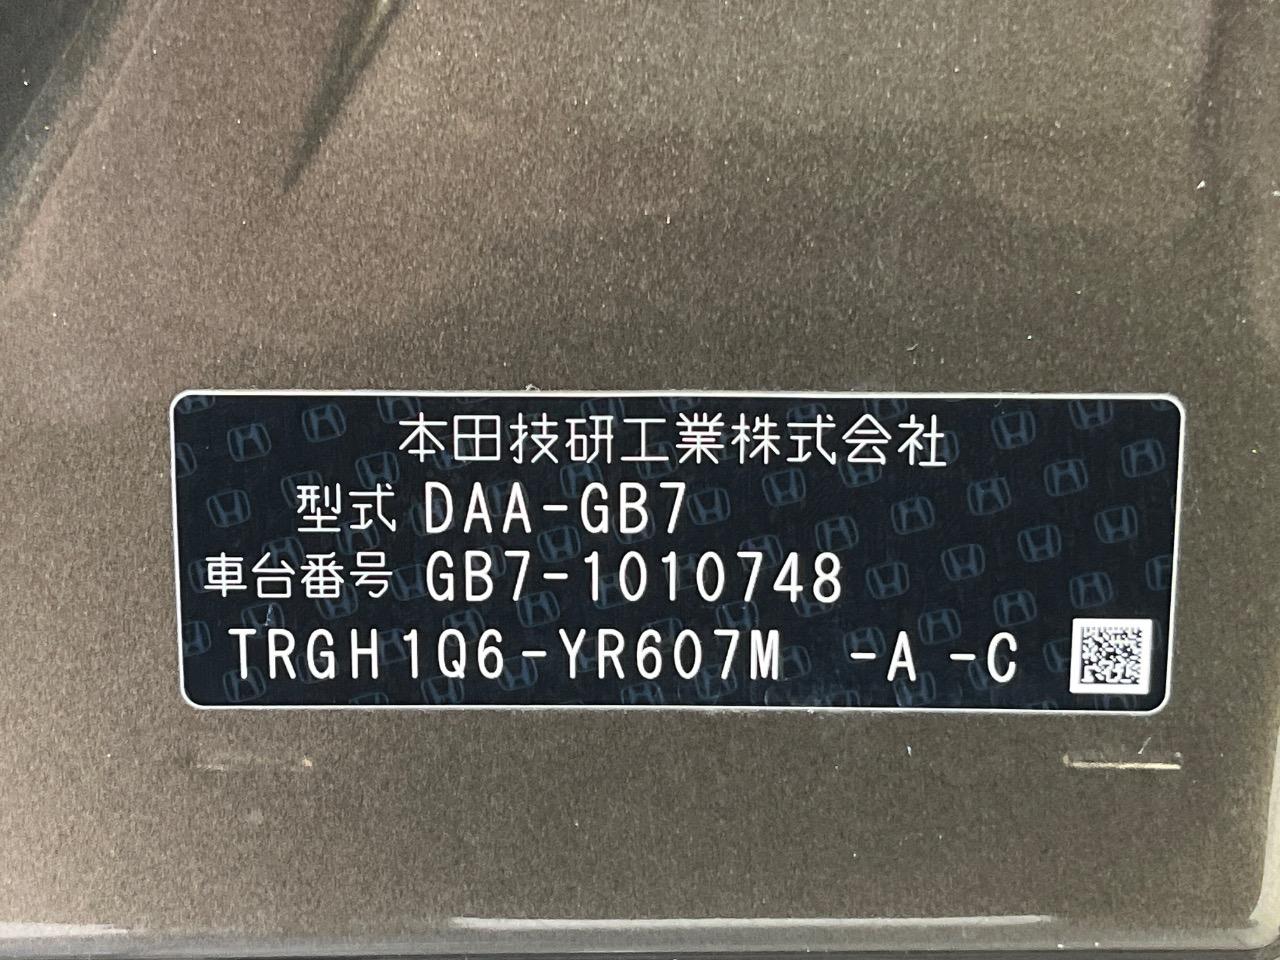 本田技研工業株式会社
型式 DAA-GB7
車台番号 GB7-1010748
TRGH1Q6-YR607M -A -C